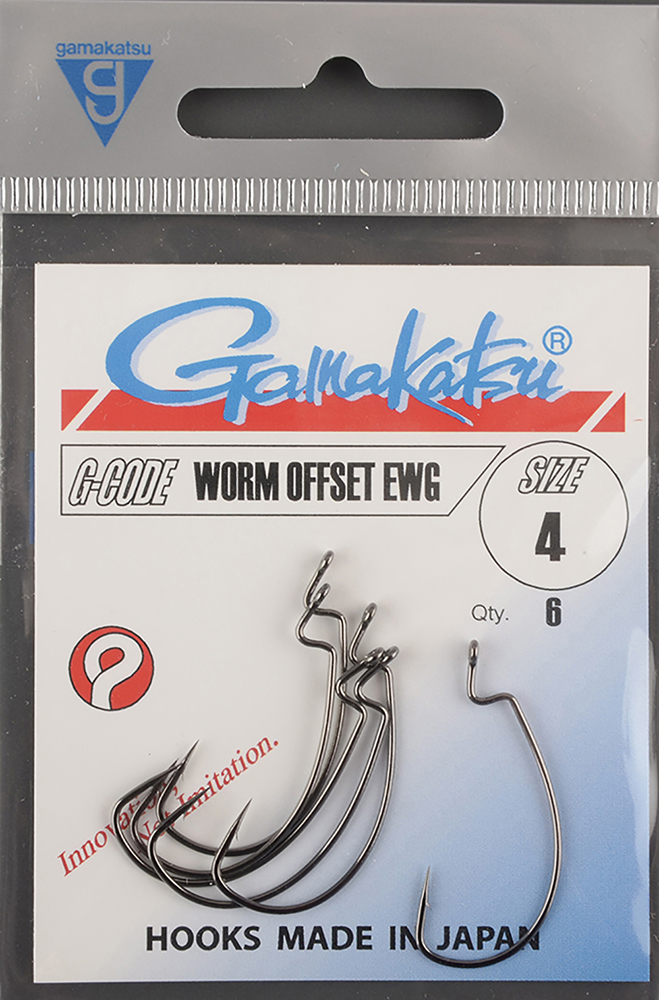 gamakatsu
g
Gamakatsu ®
G-CODE WORM OFFSET EWG
SIZE
4
Qty. 6
Innovation,
Not Imitation.
HOOKS MADE IN JAPAN